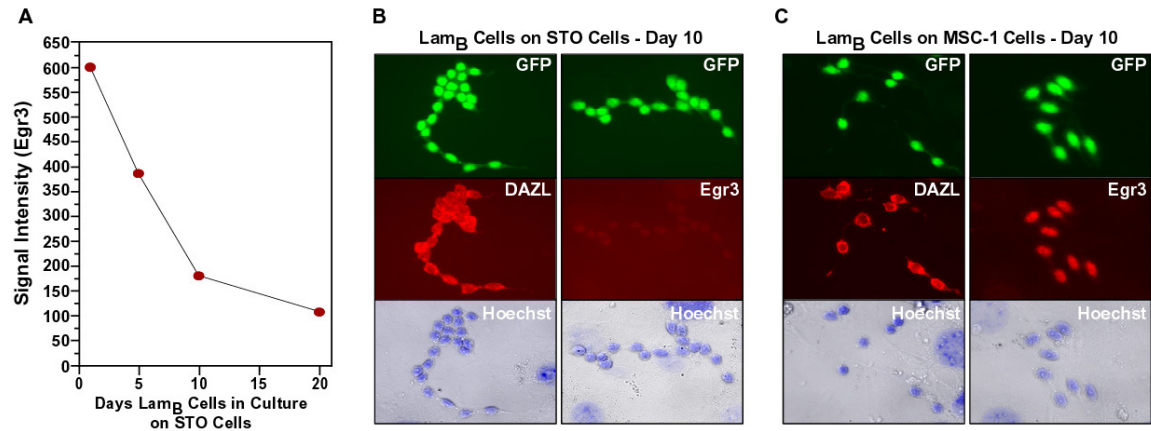 A
650
600
550
500
450
400
350
300
250
200
150
100
50
0
Signal Intensity (Egr3)
0
5
10
15
20
Days LamB Cells in Culture
on STO Cells
B
LamB Cells on STO Cells - Day 10
GFP
GFP
DAZL
Egr3
Hoechst
Hoechst
C
LamB Cells on MSC-1 Cells - Day 10
GFP
GFP
DAZL
Egr3
Hoechst
Hoechst